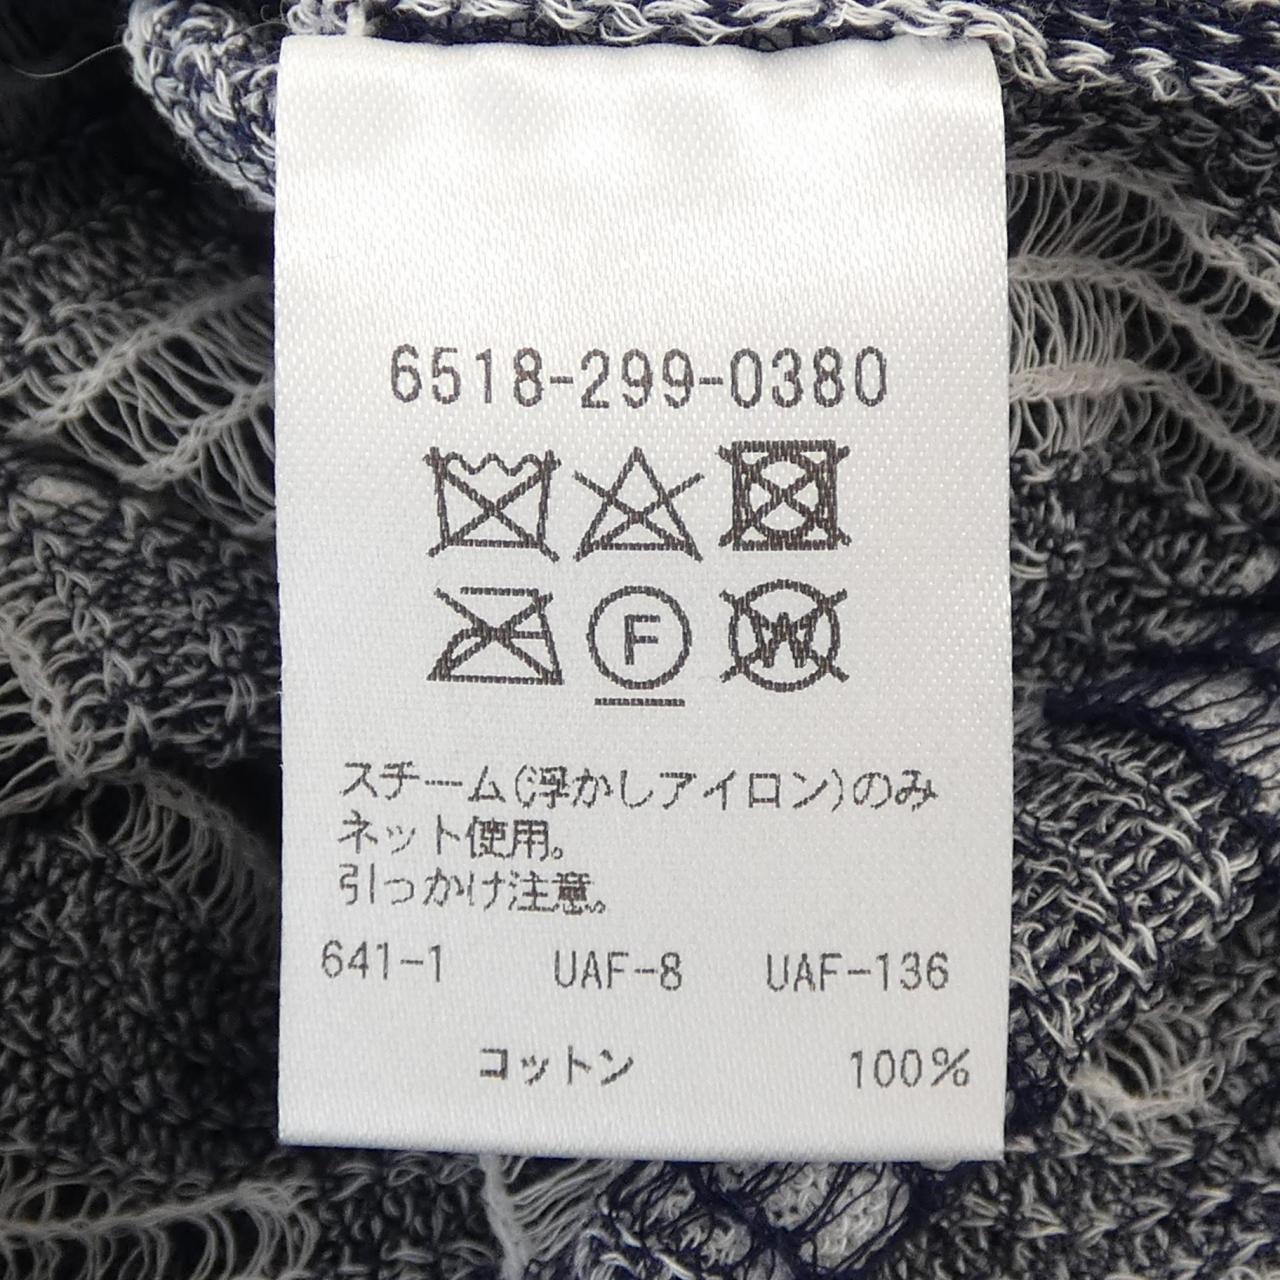 6518-299-0380
F W
スチーム(浮かしアイロン)のみ
ネット使用。
引っかけ注意。
641-1 UAF-8 UAF-136
コットン 100%